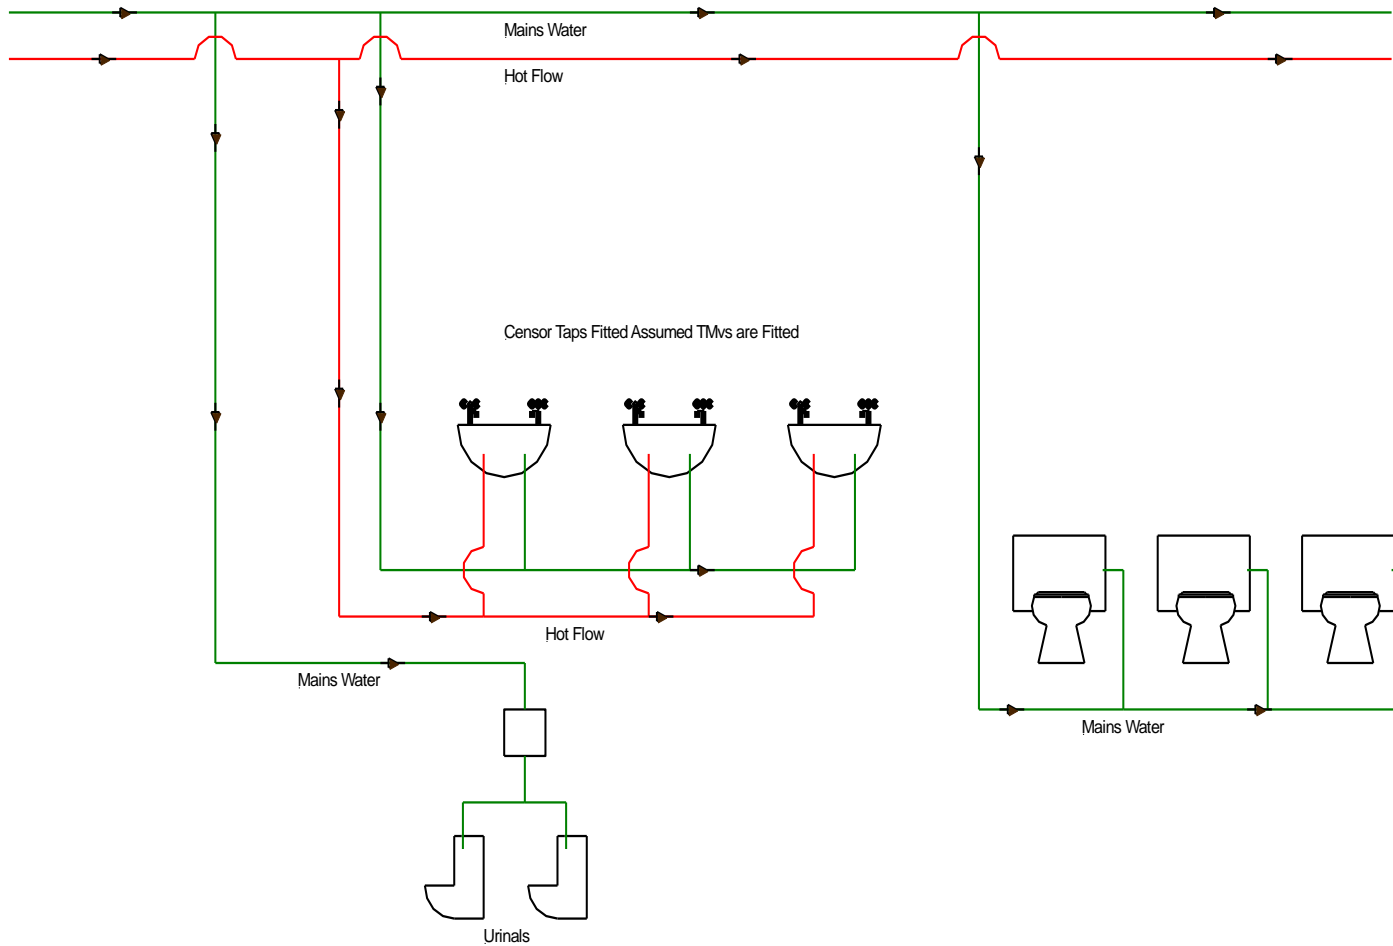 Mains Water
Hot Flow
Censor Taps Fitted Assumed TMvs are Fitted
Hot Flow
Mains Water
Mains Water
Urinals